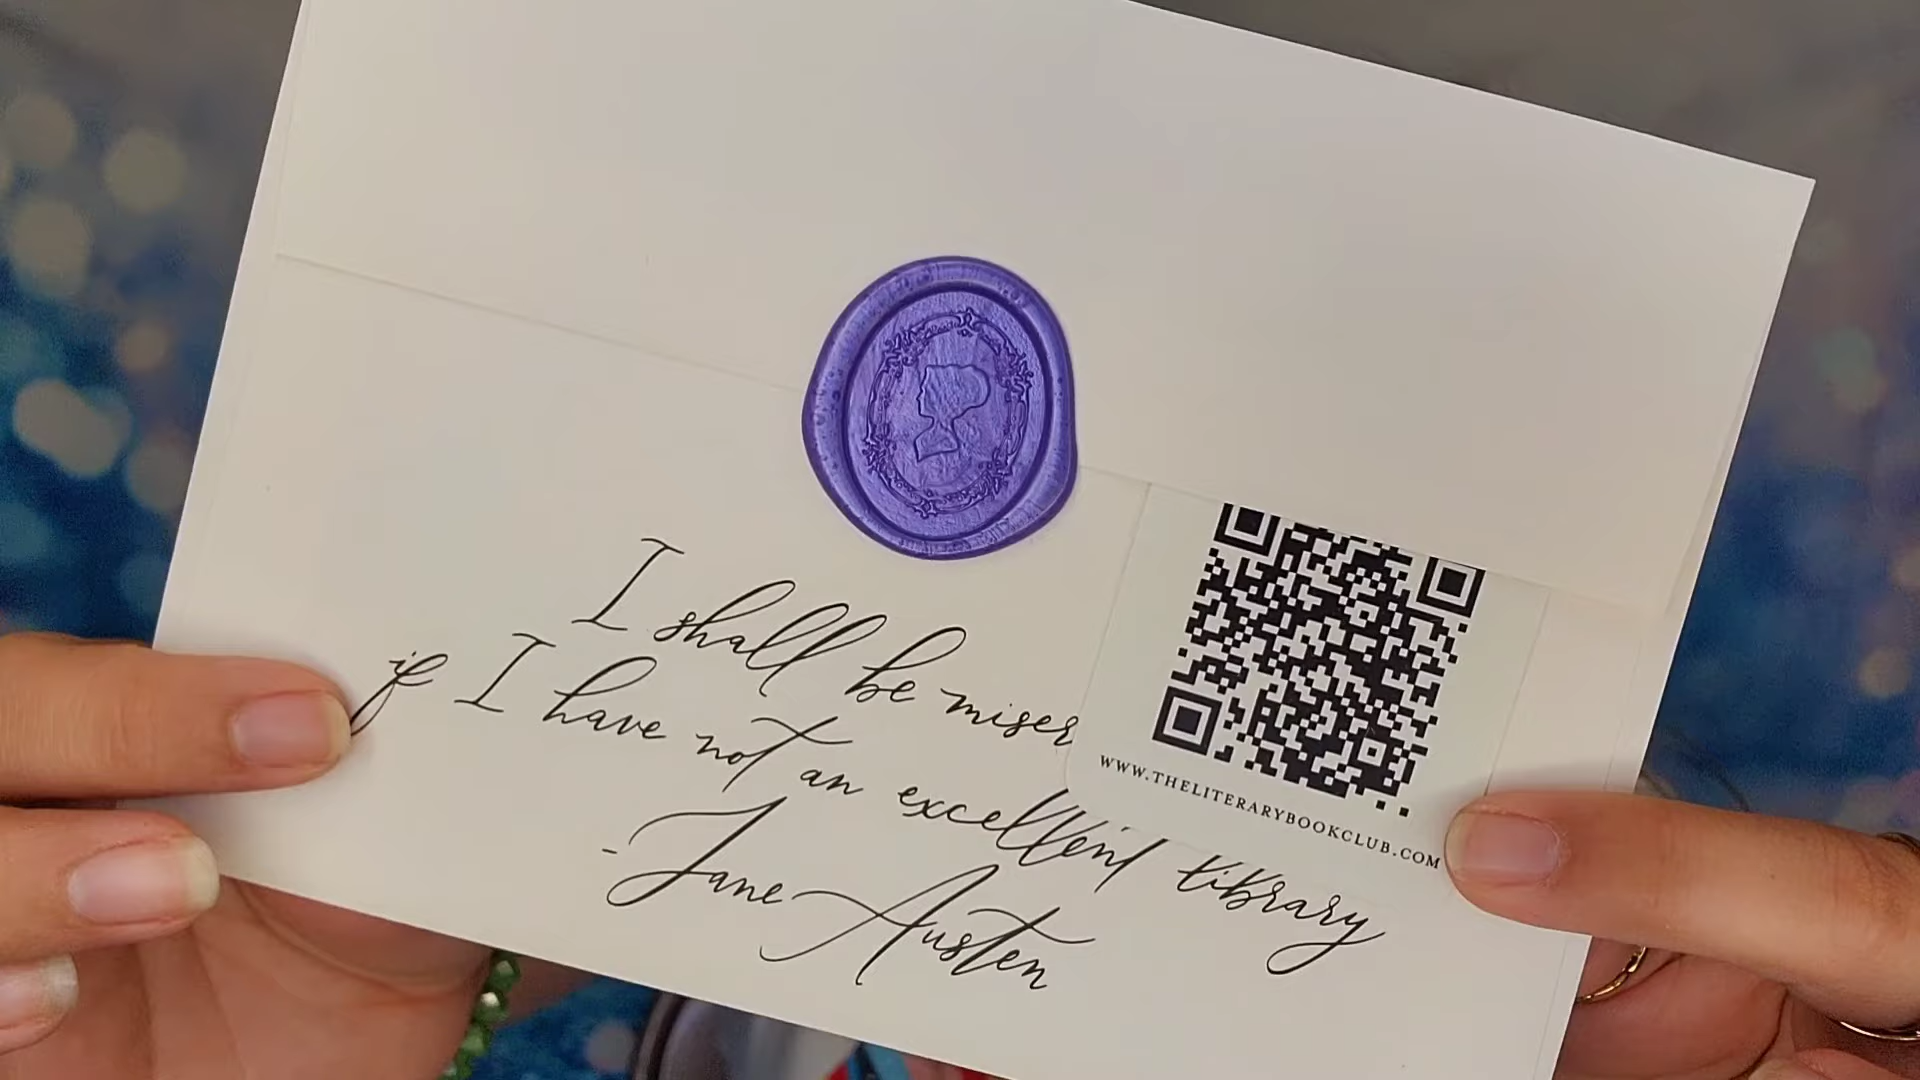 I shall be miser
if I have not an excellent library
- Jane Austen
WWW.THELITERARYBOOKCLUB.COM